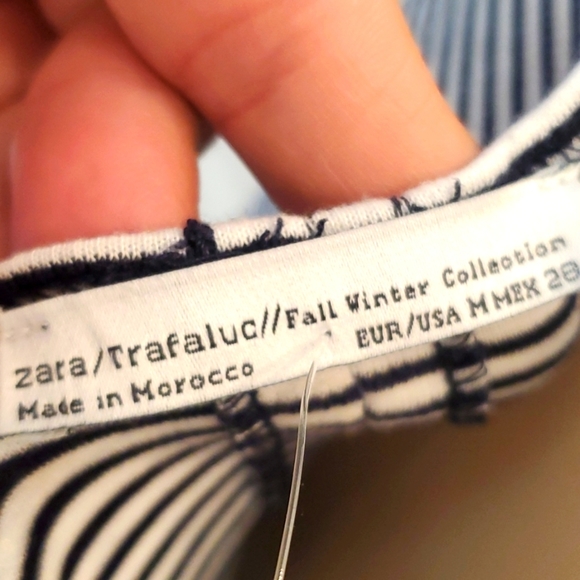 zara/Trafaluc//Fall Winter Collection
Made in Morocco EUR/USA M MEX 28